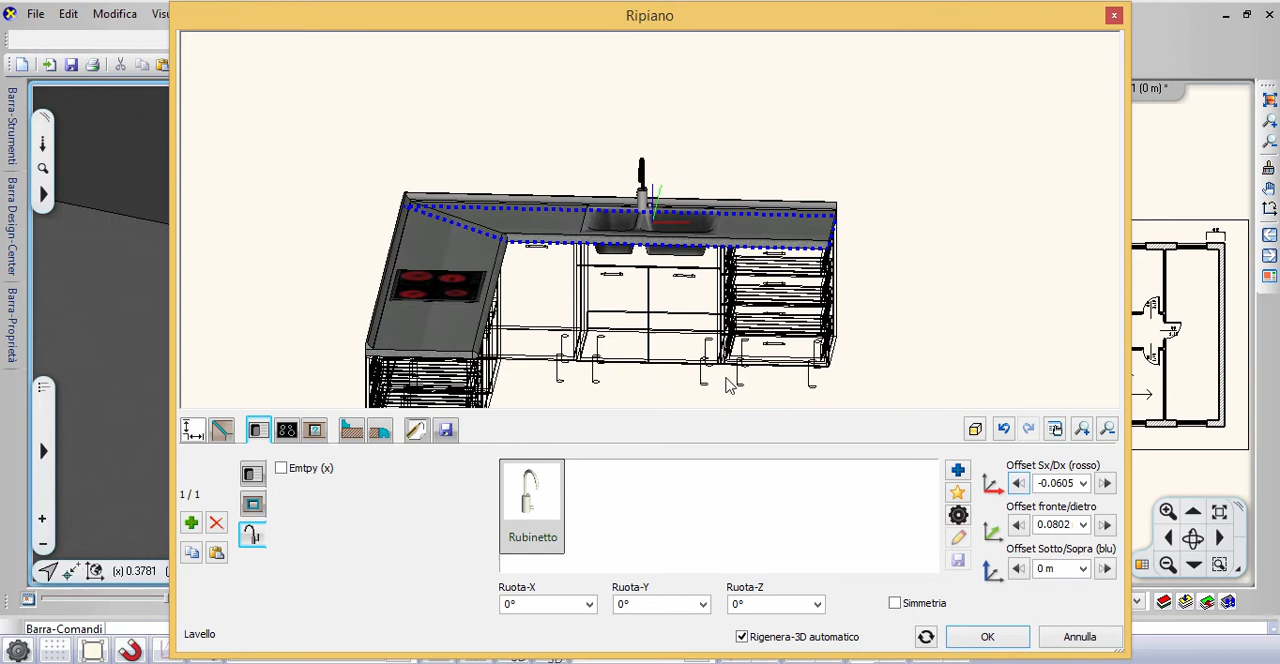 File Edit Modifica Visu
Ripiano
x
1 (0 m) *
Barra-Strumenti
Barra Design-Center
Barra-Proprietà
Emtpy (x)
1 / 1
Rubinetto
Offset Sx/Dx (rosso)
-0.0605
Offset fronte/dietro
0.0802
Offset Sotto/Sopra (blu)
0 m
Ruota-X Ruota-Y Ruota-Z
0° 0° 0°
Simmetria
Lavello
Rigenera-3D automatico
OK Annulla
(x) 0.3781
Barra-Comandi